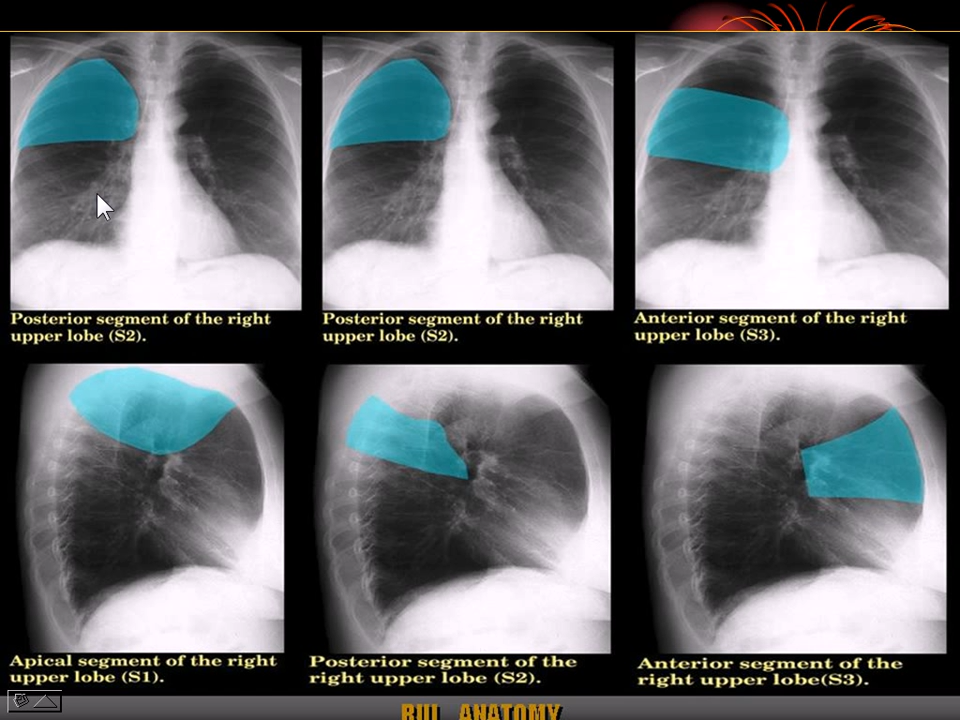 Posterior segment of the right
upper lobe (S2).
Posterior segment of the right
upper lobe (S2).
Anterior segment of the right
upper lobe (S3).
Apical segment of the right
upper lobe (S1).
Posterior segment of the
right upper lobe (S2).
Anterior segment of the
right upper lobe(S3).
ANATOMY